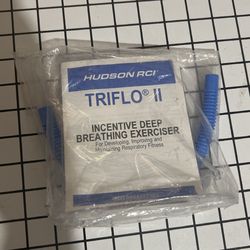 HUDSON RCI
TRIFLO® II
INCENTIVE DEEP
BREATHING EXERCISER
For Developing, Improving and
Maintaining Respiratory Fitness